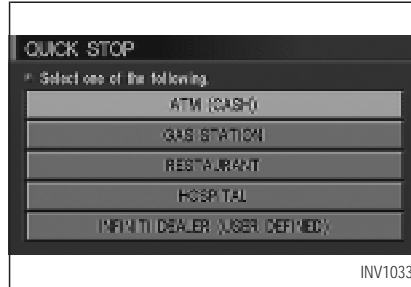 QUICK STOP
Select one of the following.
ATM (CASH)
GAS STATION
RESTAURANT
HOSPITAL
INFINITI DEALER (USER DEFINED)
INV1033